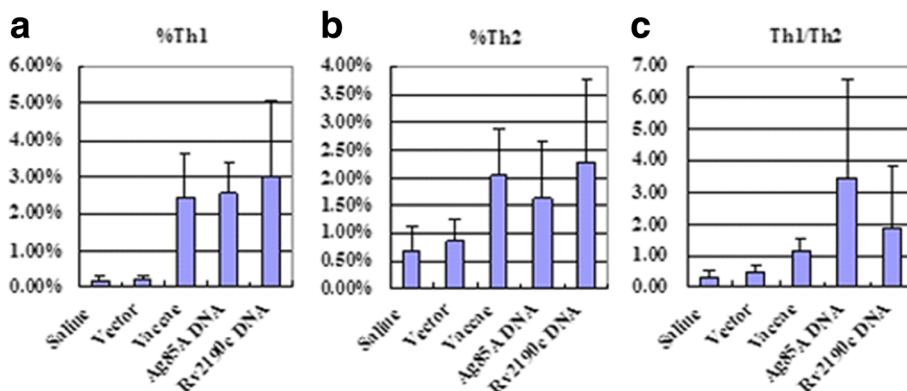 a
%Th1
6.00%
5.00%
4.00%
3.00%
2.00%
1.00%
0.00%
Saline
Vector
Vaccae
Ag85A DNA
Rv2190c DNA
b
%Th2
4.00%
3.50%
3.00%
2.50%
2.00%
1.50%
1.00%
0.50%
0.00%
Saline
Vector
Vaccae
Ag85A DNA
Rv2190c DNA
c
Th1/Th2
7.00
6.00
5.00
4.00
3.00
2.00
1.00
0.00
Saline
Vector
Vaccae
Ag85A DNA
Rv2190c DNA